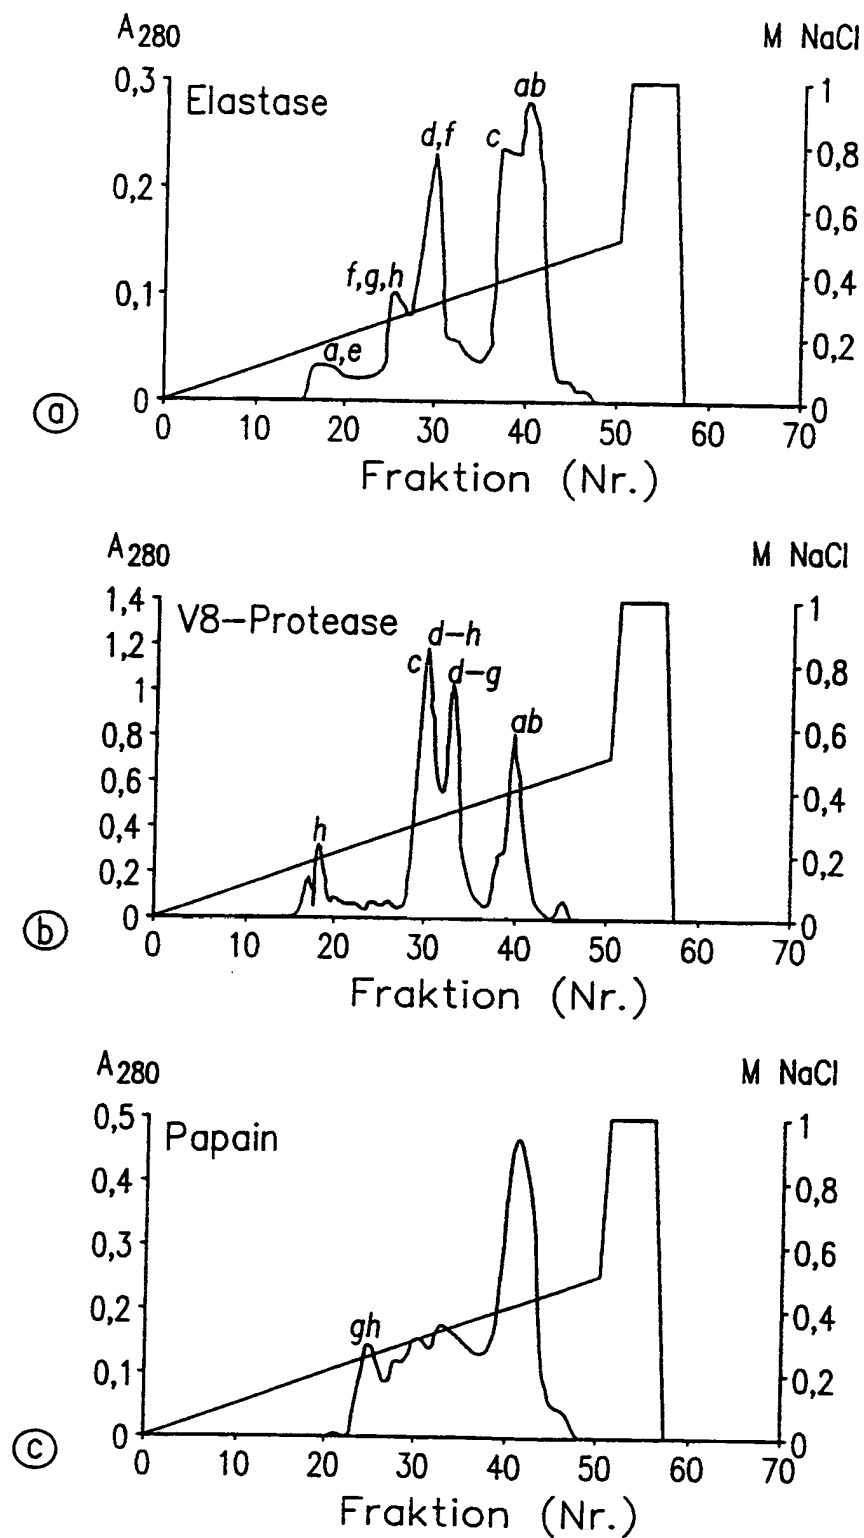 A280 M NaCl
0,3 Elastase ab 1
d,f c 0,8
0,2 0,6
f,g,h
0,1 0,4
a,e 0,2
a 0 0
0 10 20 30 40 50 60 70
Fraktion (Nr.)
A280 M NaCl
1,4 V8-Protease 1
1,2 d-h
c d-g 0,8
1
ab
0,8 0,6
0,6
0,4
0,4 h
0,2 0,2
b 0 0
0 10 20 30 40 50 60 70
Fraktion (Nr.)
A280 M NaCl
0,5 Papain 1
0,4 0,8
0,3 0,6
0,2 0,4
gh
0,1 0,2
c 0 0
0 10 20 30 40 50 60 70
Fraktion (Nr.)